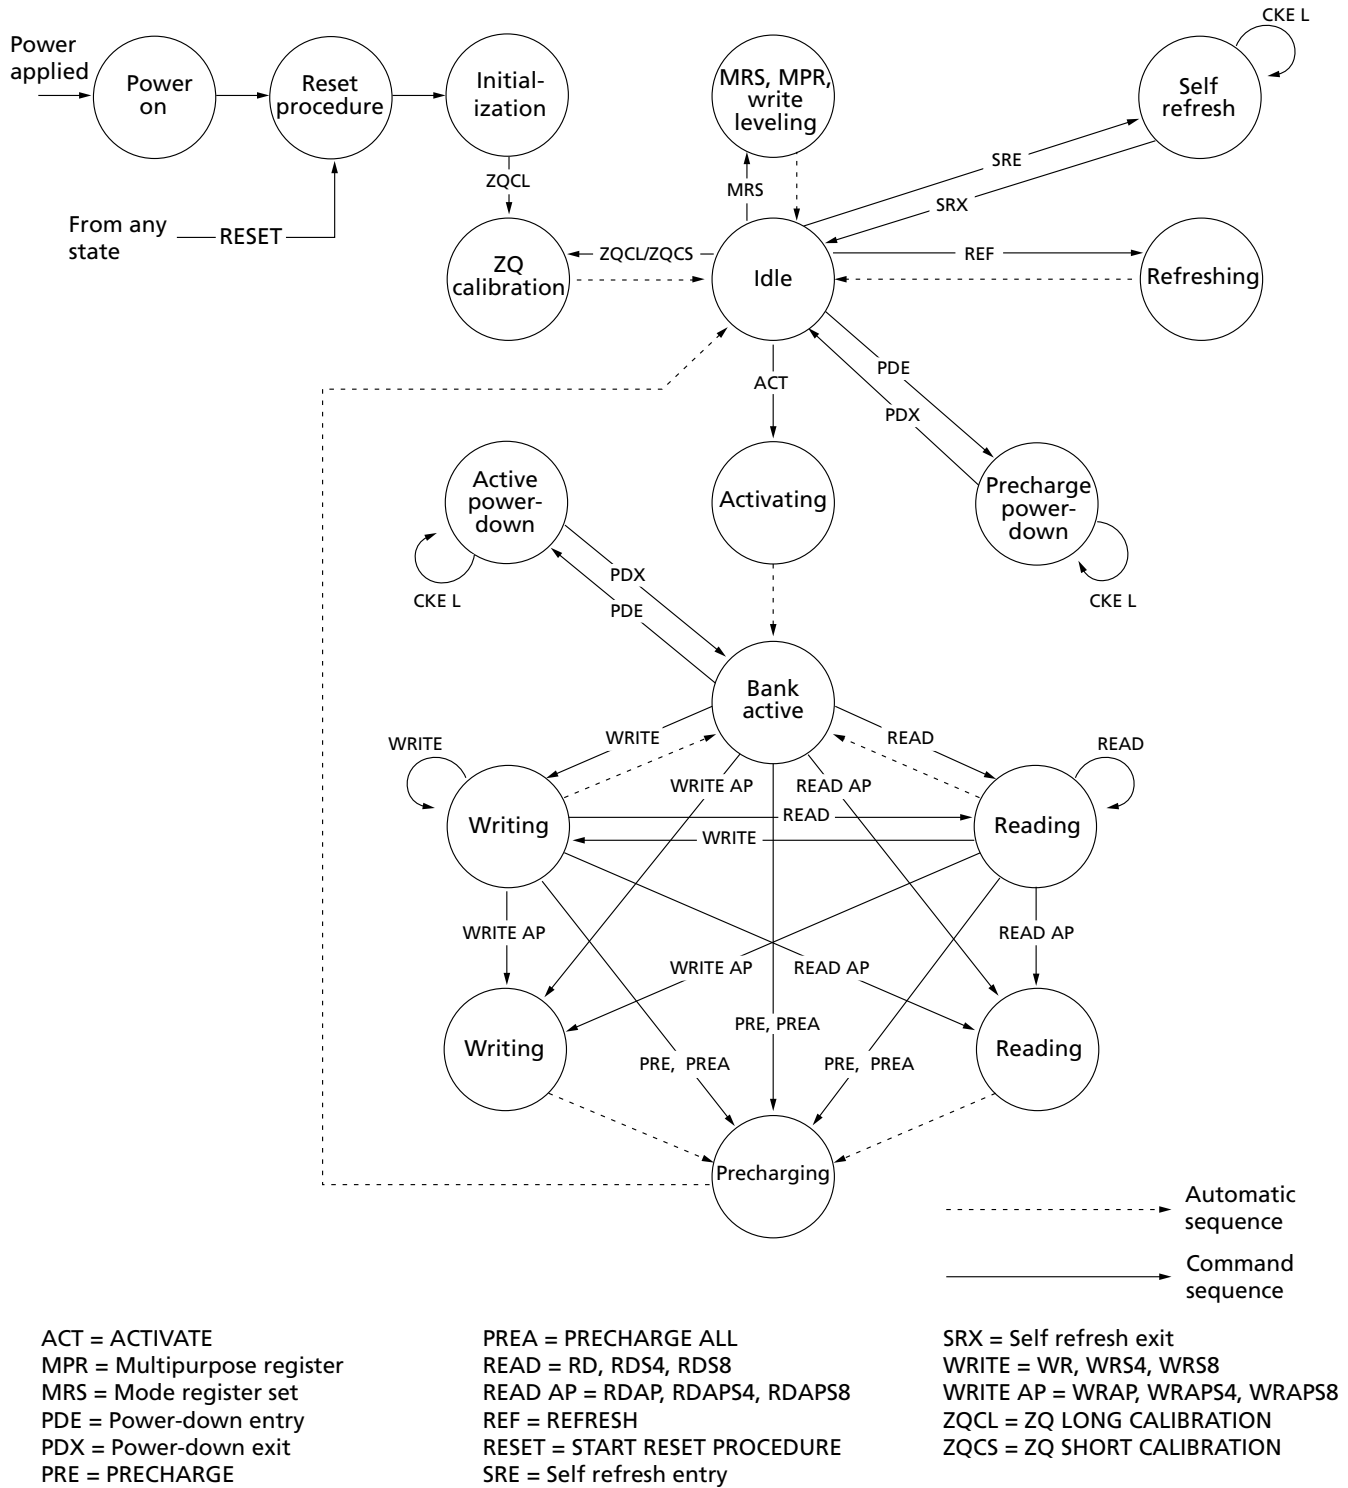 Power
applied
Power
on
Reset
procedure
Initial-
ization
MRS, MPR,
write
leveling
Self
refresh
CKE L
ZQCL
MRS
SRE
SRX
From any
state
RESET
ZQ
calibration
ZQCL/ZQCS
Idle
REF
Refreshing
ACT
PDE
PDX
Active
power-
down
Activating
Precharge
power-
down
CKE L
PDX
PDE
CKE L
Bank
active
WRITE
WRITE
READ
READ
WRITE AP
READ AP
Writing
READ
WRITE
Reading
WRITE AP
READ AP
WRITE AP
READ AP
PRE, PREA
Writing
PRE, PREA
PRE, PREA
Reading
Precharging
Automatic
sequence
Command
sequence
ACT = ACTIVATE
MPR = Multipurpose register
MRS = Mode register set
PDE = Power-down entry
PDX = Power-down exit
PRE = PRECHARGE
PREA = PRECHARGE ALL
READ = RD, RDS4, RDS8
READ AP = RDAP, RDAPS4, RDAPS8
REF = REFRESH
RESET = START RESET PROCEDURE
SRE = Self refresh entry
SRX = Self refresh exit
WRITE = WR, WRS4, WRS8
WRITE AP = WRAP, WRAPS4, WRAPS8
ZQCL = ZQ LONG CALIBRATION
ZQCS = ZQ SHORT CALIBRATION